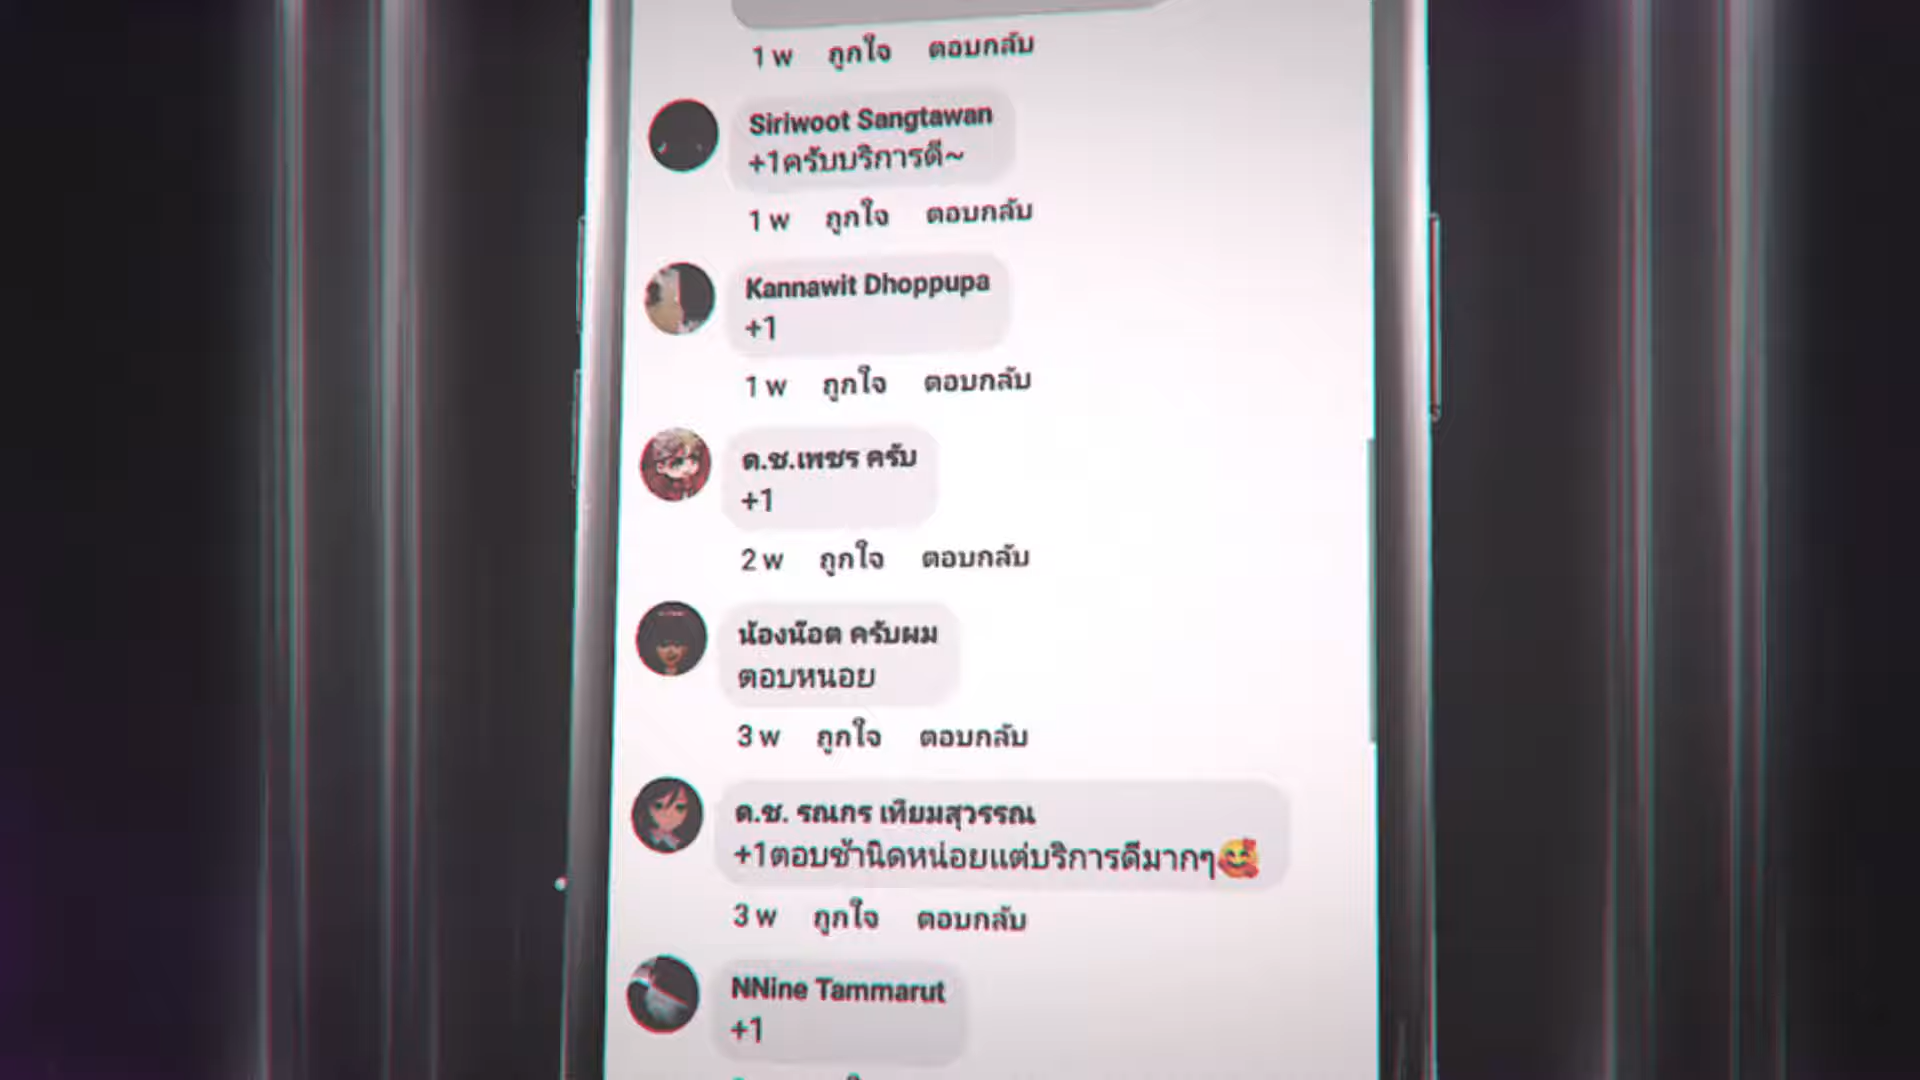 1 w ถูกใจ ตอบกลับ
Siriwoot Sangtawan
+1ครับบริการดี~
1 w ถูกใจ ตอบกลับ
Kannawit Dhoppupa
+1
1 w ถูกใจ ตอบกลับ
ด.ช.เพชร ครับ
+1
2 w ถูกใจ ตอบกลับ
น้องน๊อต ครับผม
ตอบหนอย
3 w ถูกใจ ตอบกลับ
ด.ช. รณกร เทียมสุวรรณ
+1ตอบช้านิดหน่อยแต่บริการดีมากๆ🥰
3 w ถูกใจ ตอบกลับ
NNine Tammarut
+1